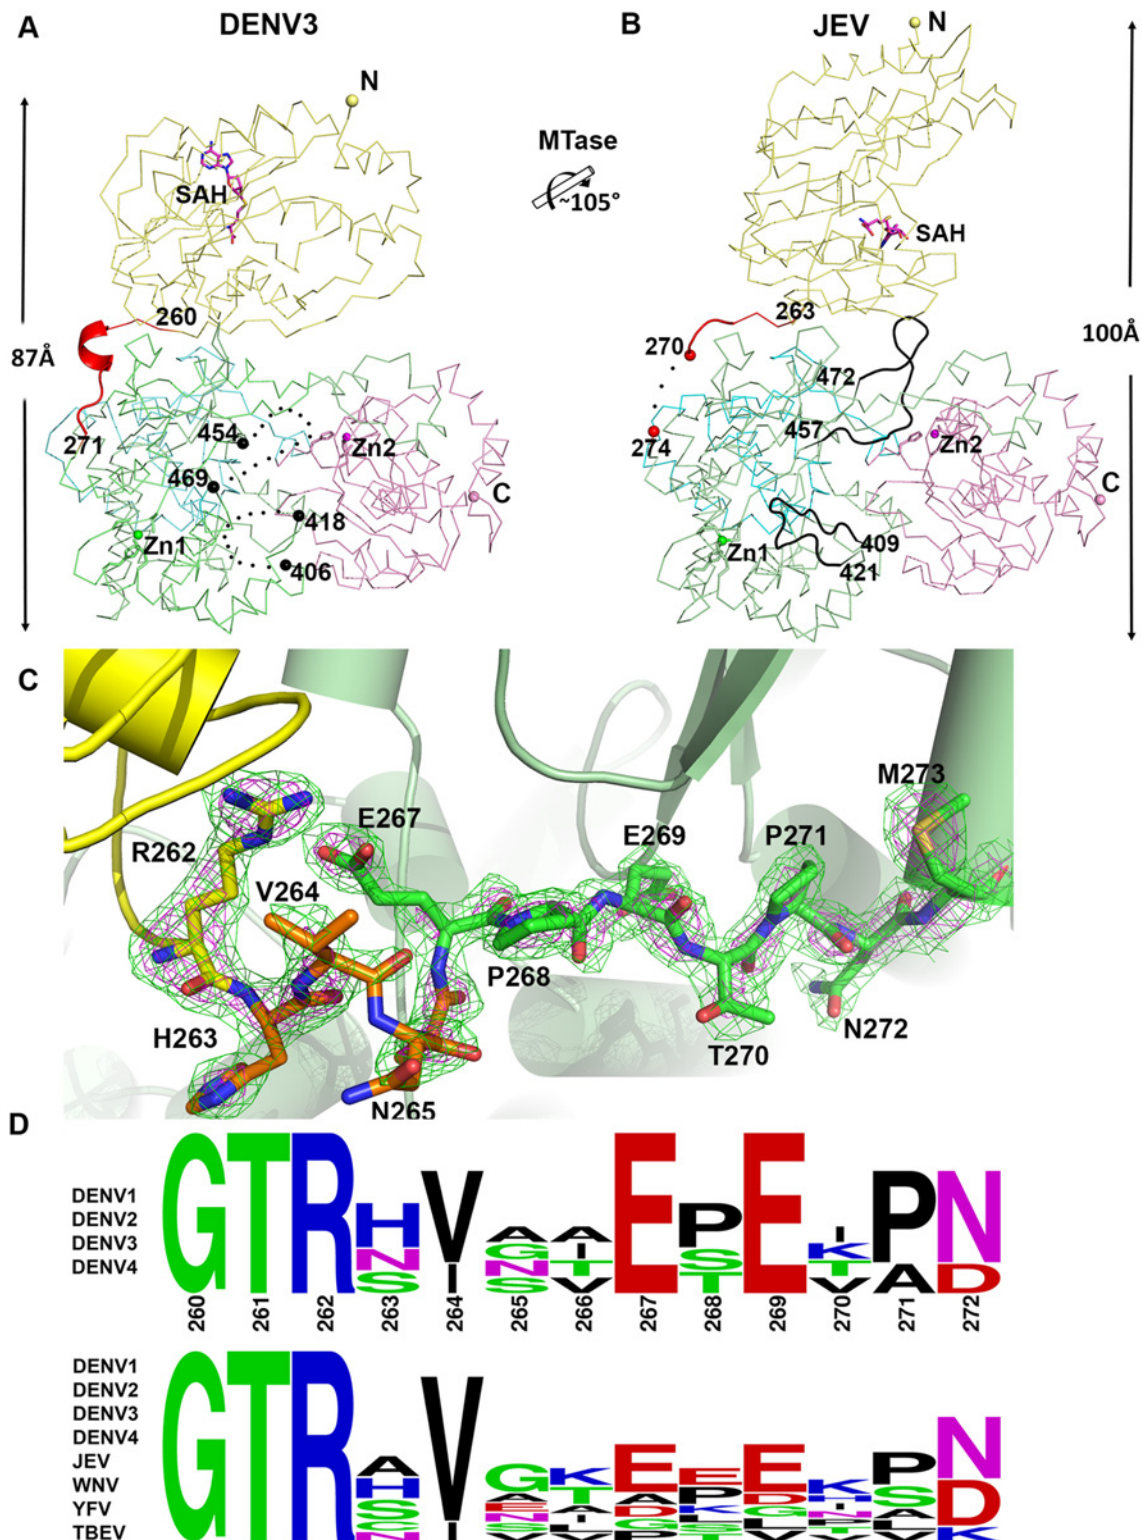 A
DENV3
N
SAH
260
87Å
271
454
Zn2
469
418
C
Zn1
406
MTase
~105°
B
JEV
N
SAH
263
270
472
100Å
457
274
Zn2
C
Zn1
409
421
C
M273
E267
E269
P271
R262
V264
P268
H263
T270
N272
N265
D
DENV1
DENV2
DENV3
DENV4
GTRHVAAEPEIPN
260 261 262 263 264 265 266 267 268 269 270 271 272
DENV1
DENV2
DENV3
DENV4
JEV
WNV
YFV
TBEV
GTRAVGKEEEKPN